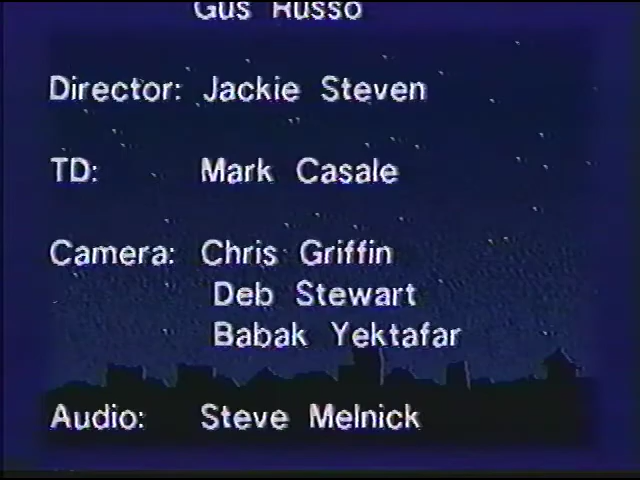 Gus Russo
Director: Jackie Steven
TD: Mark Casale
Camera: Chris Griffin
Deb Stewart
Babak Yektafar
Audio: Steve Melnick